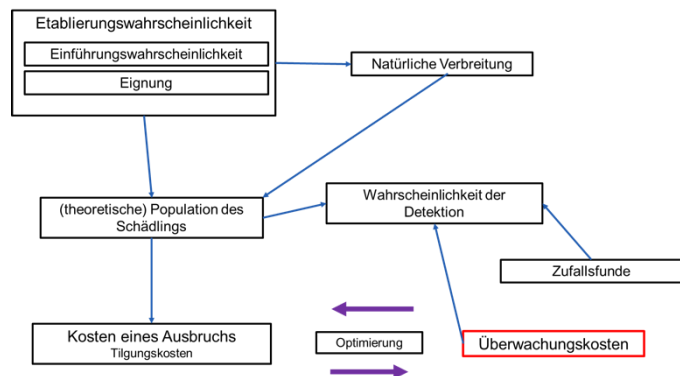 Etablierungswahrscheinlichkeit
Einführungswahrscheinlichkeit
Eignung
Natürliche Verbreitung
(theoretische) Population des
Schädlings
Wahrscheinlichkeit der
Detektion
Zufallsfunde
Kosten eines Ausbruchs
Tilgungskosten
Optimierung
Überwachungskosten